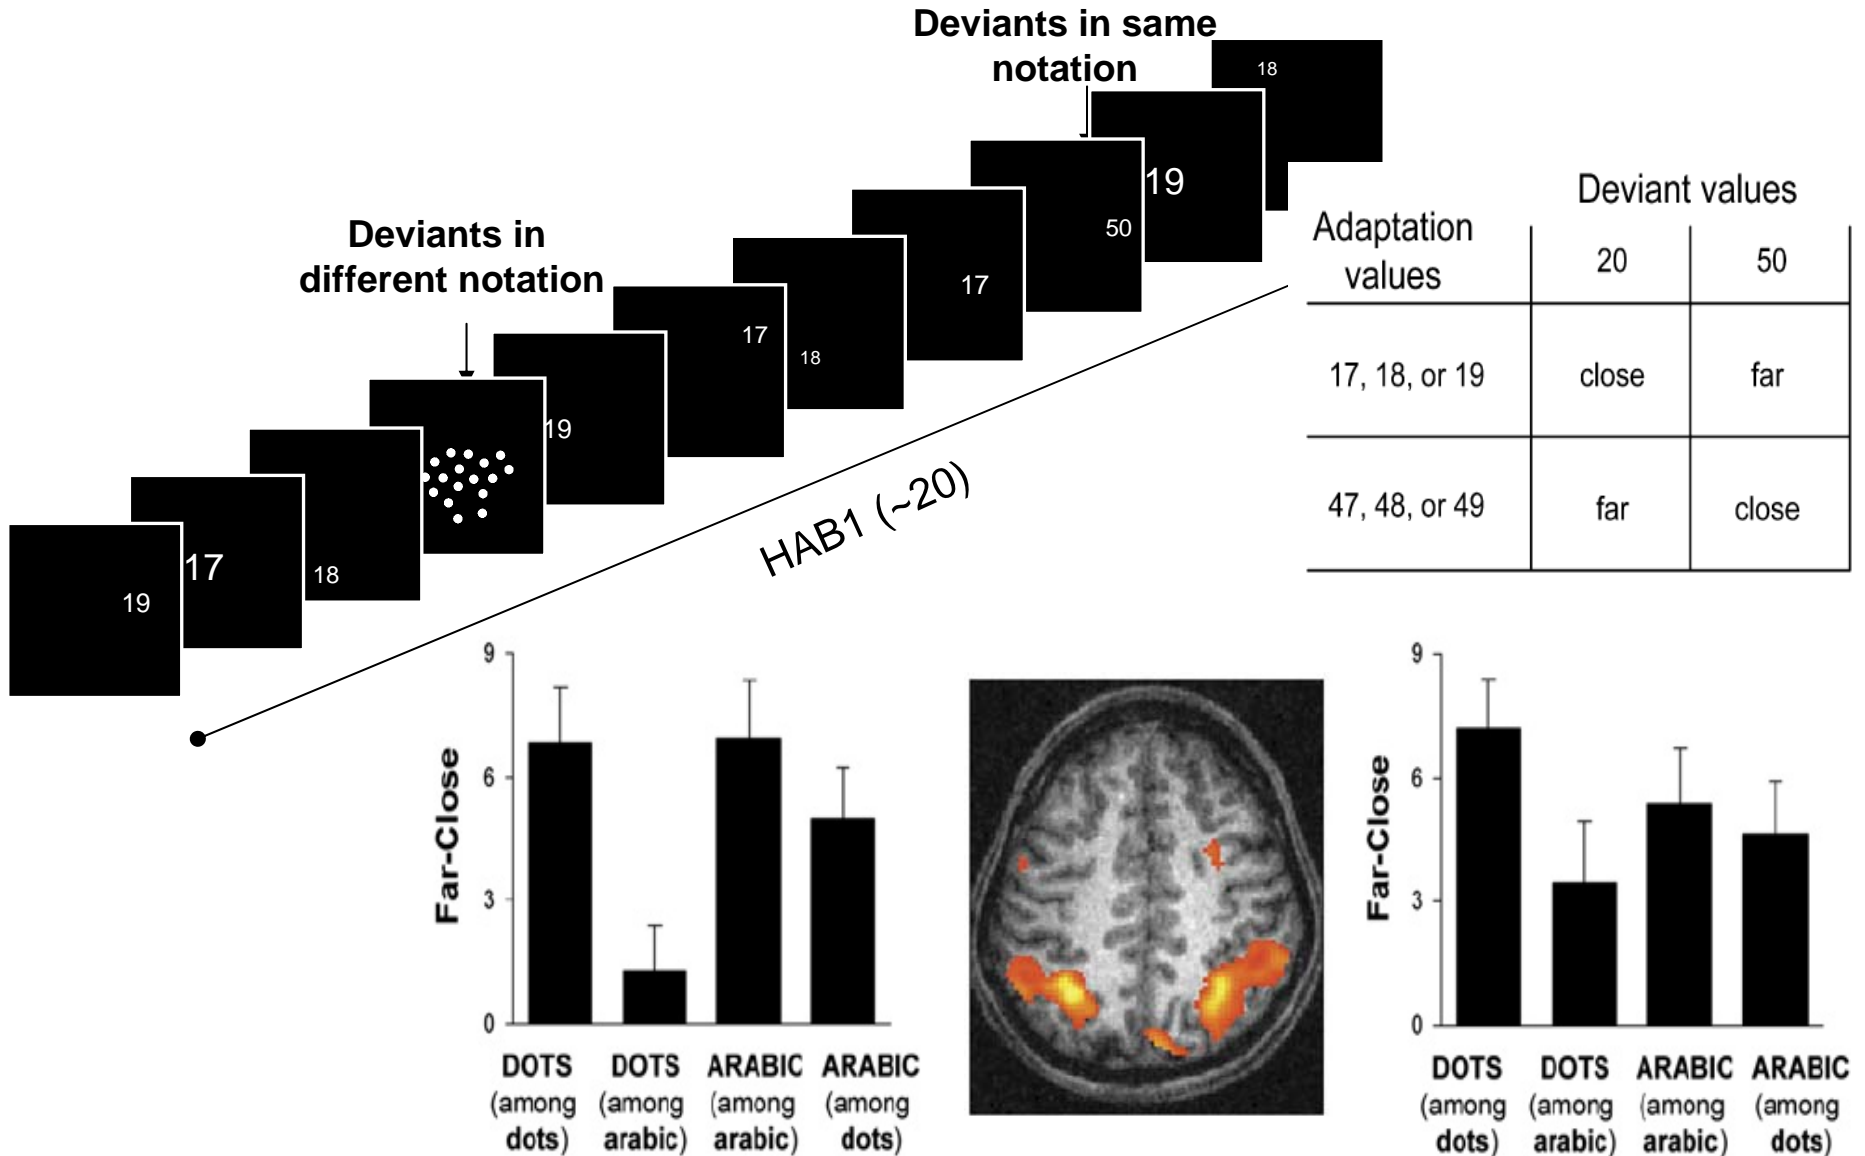 Deviants in same
notation
18
19
50
17
18
17
19
Deviants in
different notation
18
17
19
HAB1 (~20)
Deviant values
Adaptation
values
20
50
17, 18, or 19
close
far
47, 48, or 49
far
close
9
6
3
0
Far-Close
DOTS
(among
dots)
DOTS
(among
arabic)
ARABIC
(among
arabic)
ARABIC
(among
dots)
9
6
3
0
Far-Close
DOTS
(among
dots)
DOTS
(among
arabic)
ARABIC
(among
arabic)
ARABIC
(among
dots)